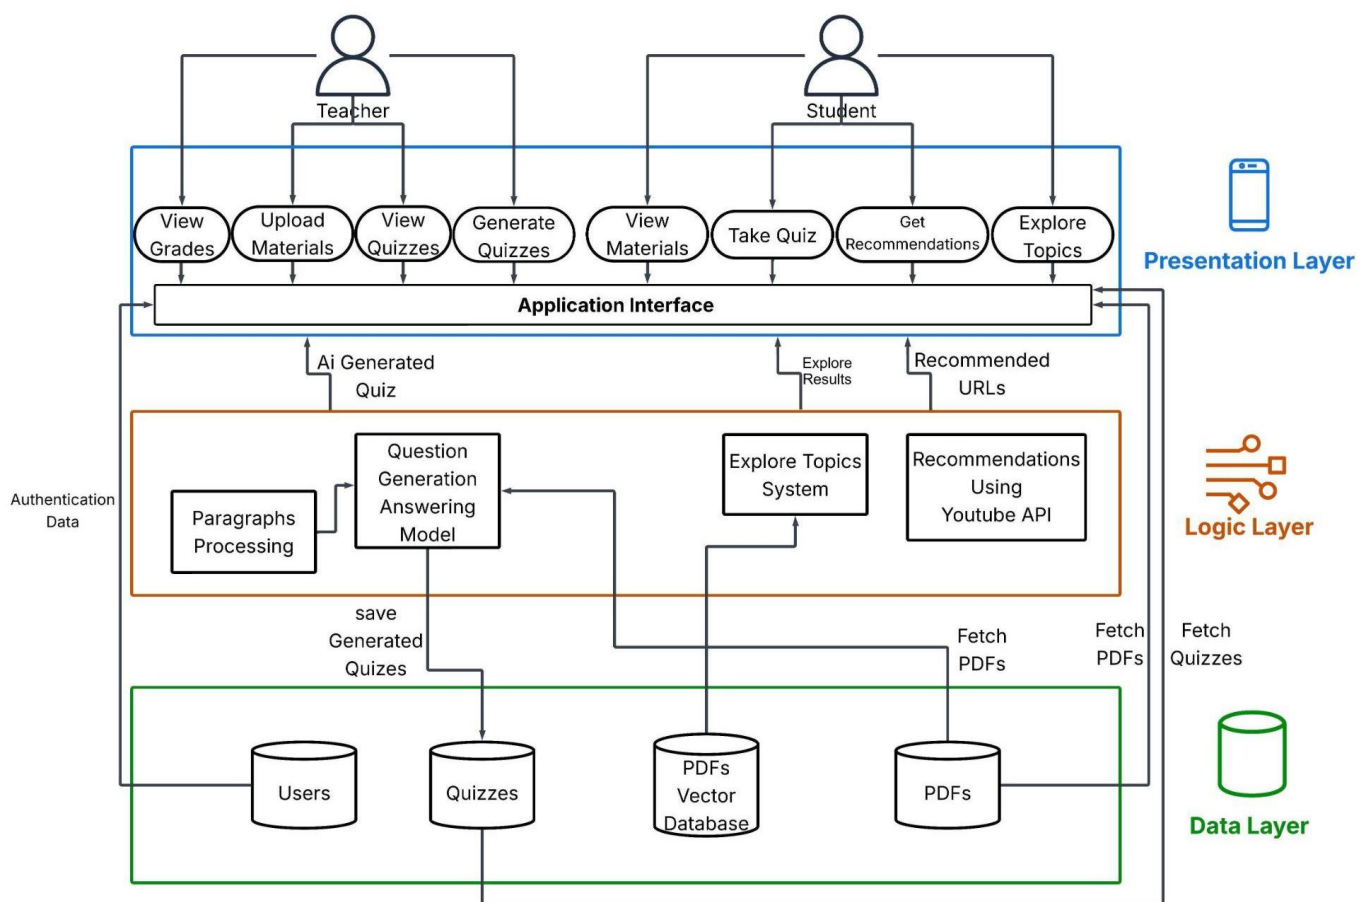 Teacher
Student
View
Grades
Upload
Materials
View
Quizzes
Generate
Quizzes
View
Materials
Take Quiz
Get
Recommendations
Explore
Topics
Presentation Layer
Application Interface
Ai Generated
Quiz
Explore
Results
Recommended
URLs
Question
Generation
Answering
Model
Paragraphs
Processing
Explore Topics
System
Recommendations
Using
Youtube API
Logic Layer
Authentication
Data
save
Generated
Quizes
Fetch
PDFs
Fetch
PDFs
Fetch
Quizzes
Users
Quizzes
PDFs
Vector
Database
PDFs
Data Layer